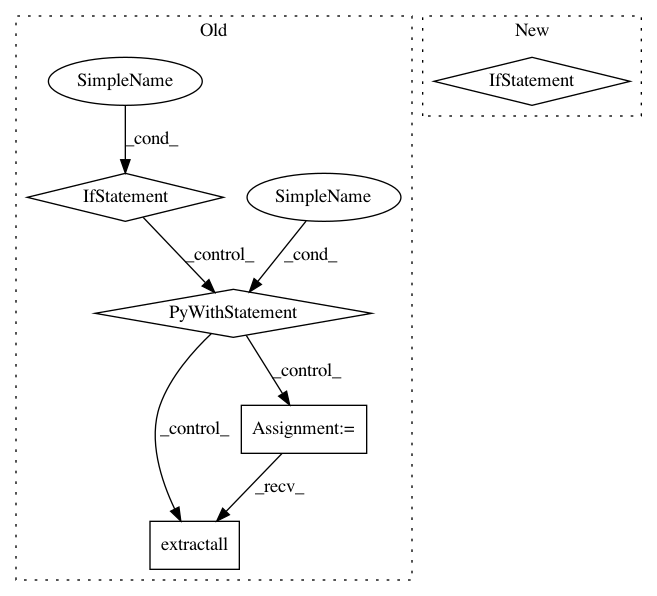 Old
New
SimpleName
IfStatement
_cond_
IfStatement
SimpleName
_control_
_cond_
PyWithStatement
_control_
_control_
Assignment:=
_recv_
extractall